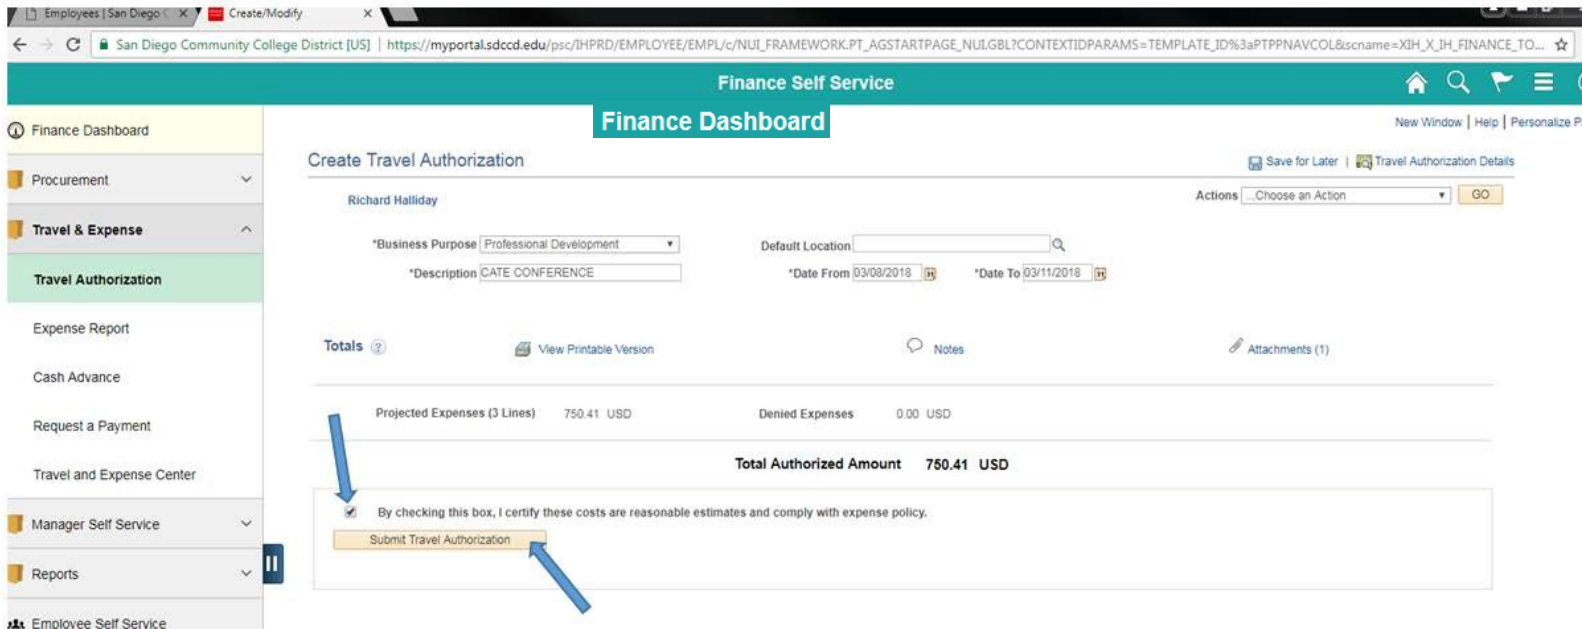 Employees | San Diego C
Create/Modify
San Diego Community College District [US] | https://myportal.sdccd.edu/psc/IHPRD/EMPLOYEE/EMPL/c/NUI_FRAMEWORK.PT_AGSTARTPAGE_NUI.GBL?CONTEXTIDPARAMS=TEMPLATE_ID%3aPTPPNAVCOL&scname=XIH_X_IH_FINANCE_TO...
Finance Self Service
Finance Dashboard
Finance Dashboard
New Window | Help | Personalize P
Create Travel Authorization
Save for Later | Travel Authorization Details
Procurement
Richard Halliday
Actions ...Choose an Action GO
Travel & Expense
*Business Purpose Professional Development
Default Location
*Description CATE CONFERENCE
*Date From 03/08/2018
*Date To 03/11/2018
Travel Authorization
Expense Report
Totals ?
View Printable Version
Notes
Attachments (1)
Cash Advance
Projected Expenses (3 Lines) 750.41 USD
Denied Expenses 0.00 USD
Request a Payment
Total Authorized Amount 750.41 USD
Travel and Expense Center
By checking this box, I certify these costs are reasonable estimates and comply with expense policy.
Manager Self Service
Submit Travel Authorization
Reports
Employee Self Service